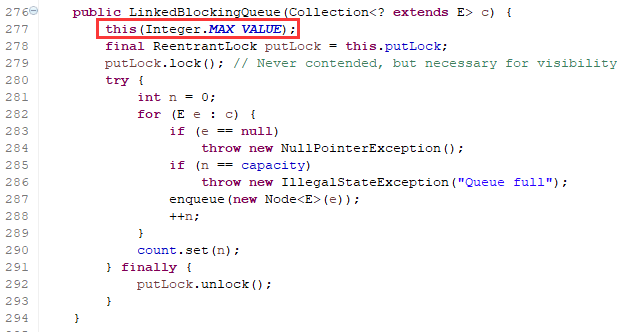 276 public LinkedBlockingQueue(Collection<? extends E> c) {
277 this(Integer.MAX_VALUE);
278 final ReentrantLock putLock = this.putLock;
279 putLock.lock(); // Never contended, but necessary for visibility
280 try {
281 int n = 0;
282 for (E e : c) {
283 if (e == null)
284 throw new NullPointerException();
285 if (n == capacity)
286 throw new IllegalStateException("Queue full");
287 enqueue(new Node<E>(e));
288 ++n;
289 }
290 count.set(n);
291 } finally {
292 putLock.unlock();
293 }
294 }